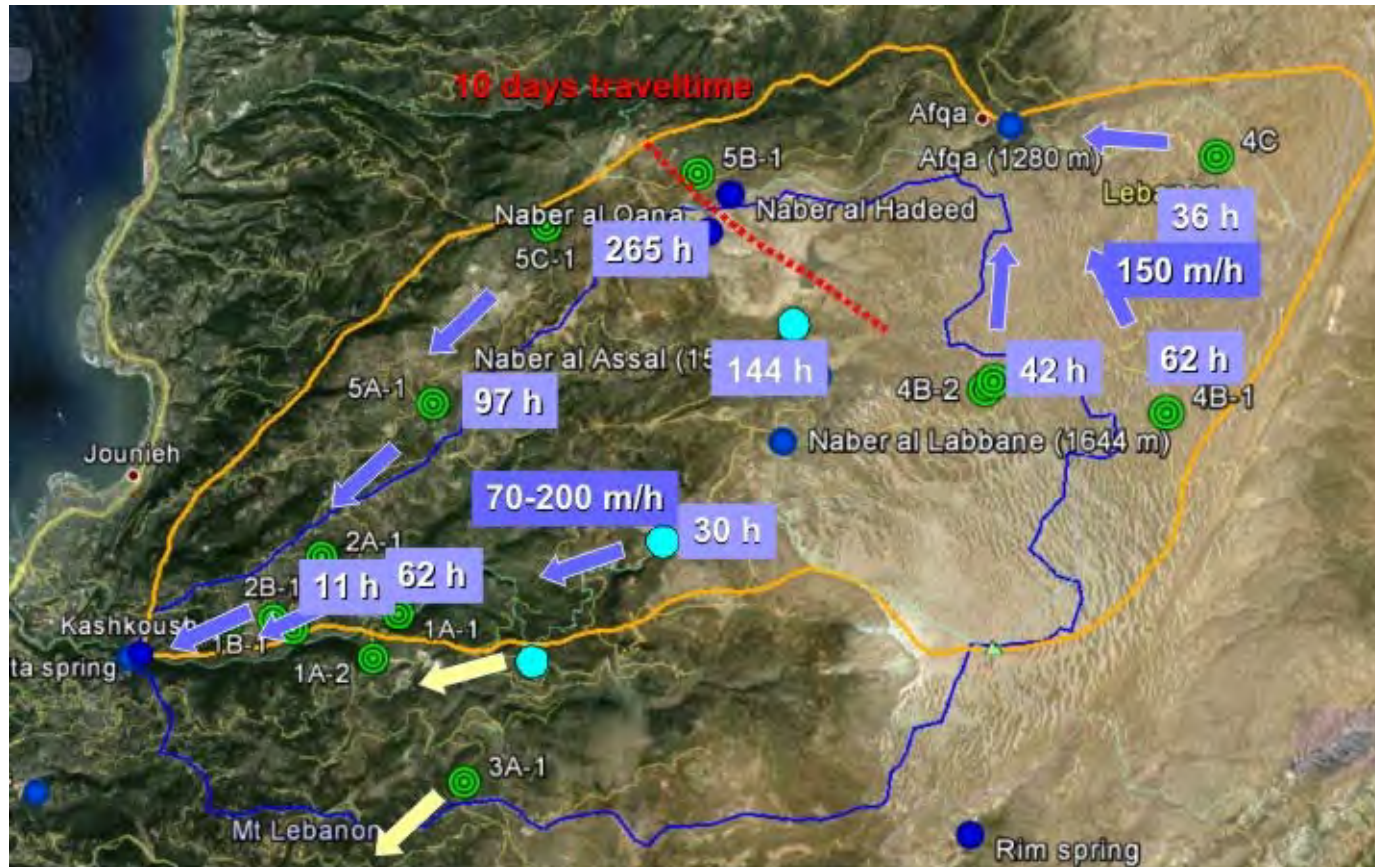 10 days traveltime
Afqa
Afqa (1280 m)
4C
5B-1
Naber al Hadeed
Naber al Qana
36 h
5C-1
265 h
150 m/h
Naber al Assal (15
144 h
42 h
62 h
5A-1
97 h
4B-2
4B-1
Naber al Labbane (1644 m)
Jounieh
70-200 m/h
30 h
2A-1
62 h
2B-1
11 h
Kashkoush
1B-1
1A-1
ta spring
1A-2
3A-1
Mt Lebanon
Rim spring